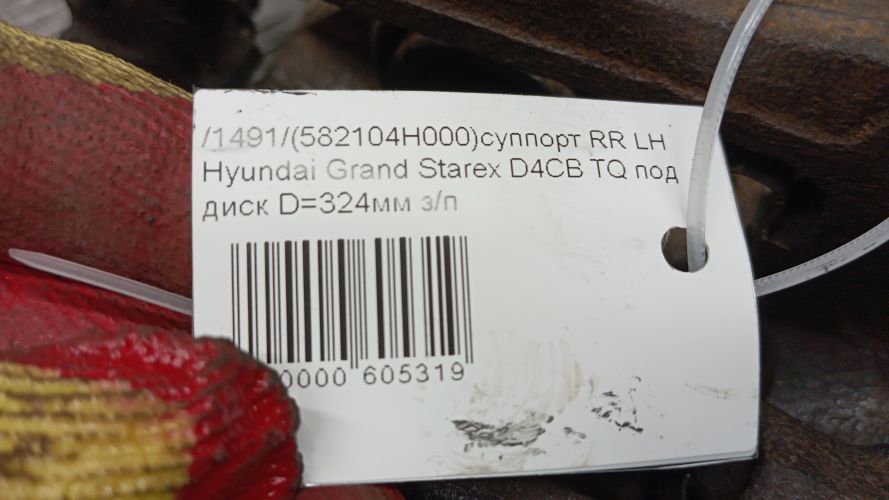 /1491/(582104H000)суппорт RR LH
Hyundai Grand Starex D4CB TQ под
диск D=324мм з/п
0000 605319